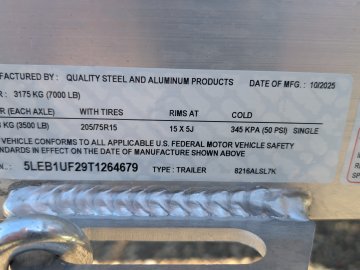 FACTURED BY : QUALITY STEEL AND ALUMINUM PRODUCTS DATE OF MFG. : 10/2025
R : 3175 KG (7000 LB)
R (EACH AXLE) WITH TIRES RIMS AT COLD
KG (3500 LB) 205/75R15 15 X 5J 345 KPA (50 PSI) SINGLE
VEHICLE CONFORMS TO ALL APPLICABLE U.S. FEDERAL MOTOR VEHICLE SAFETY
ANDARDS IN EFFECT ON THE DATE OF MANUFACTURE SHOWN ABOVE
N. : 5LEB1UF29T1264679 TYPE : TRAILER 8216ALSL7K